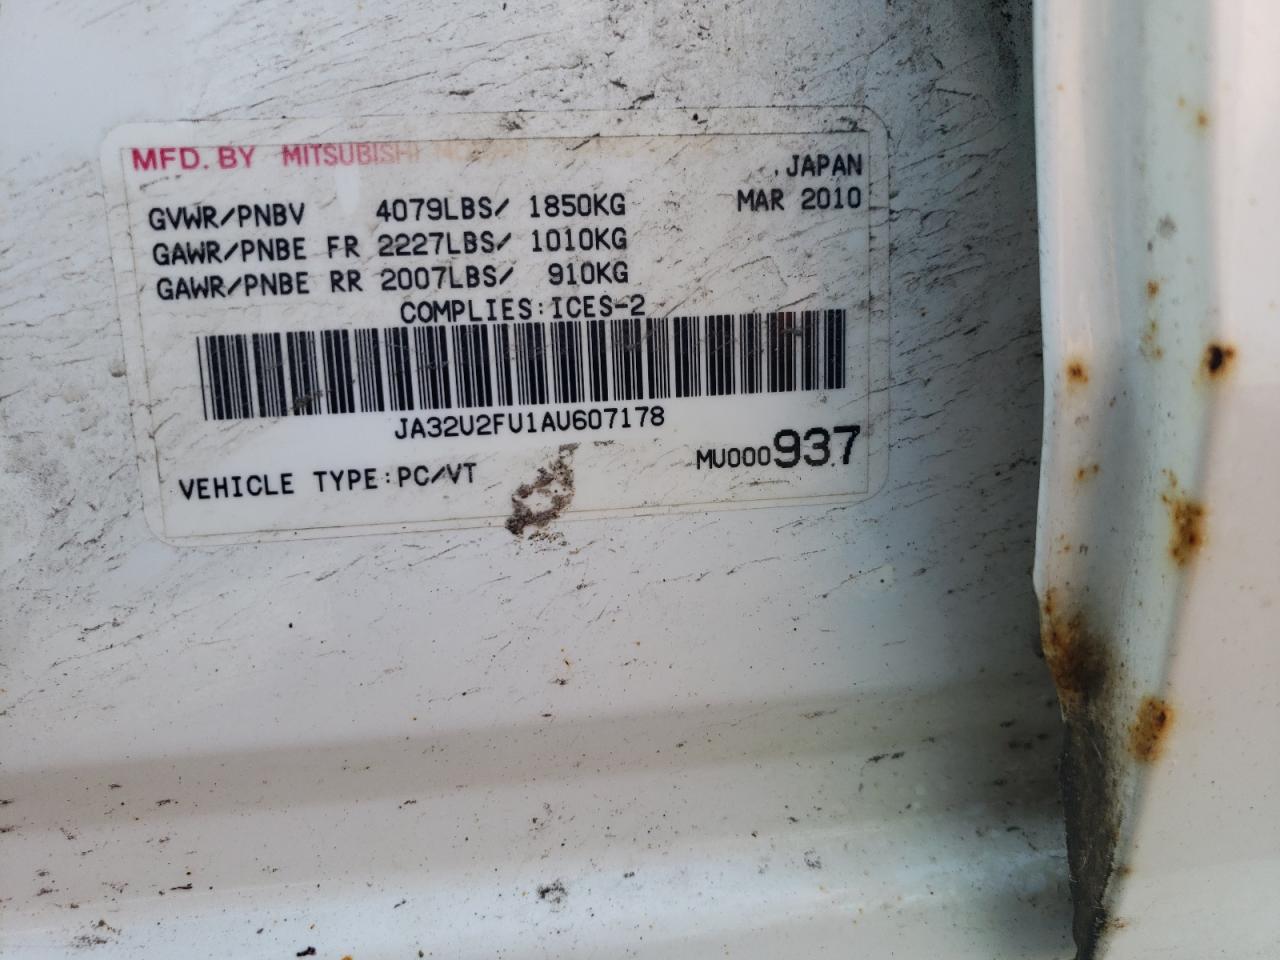 MFD. BY MITSUBISHI
, JAPAN
GVWR/PNBV 4079LBS/ 1850KG MAR 2010
GAWR/PNBE FR 2227LBS/ 1010KG
GAWR/PNBE RR 2007LBS/ 910KG
COMPLIES:ICES-2
JA32U2FU1AU607178
MU000937
VEHICLE TYPE:PC/VT